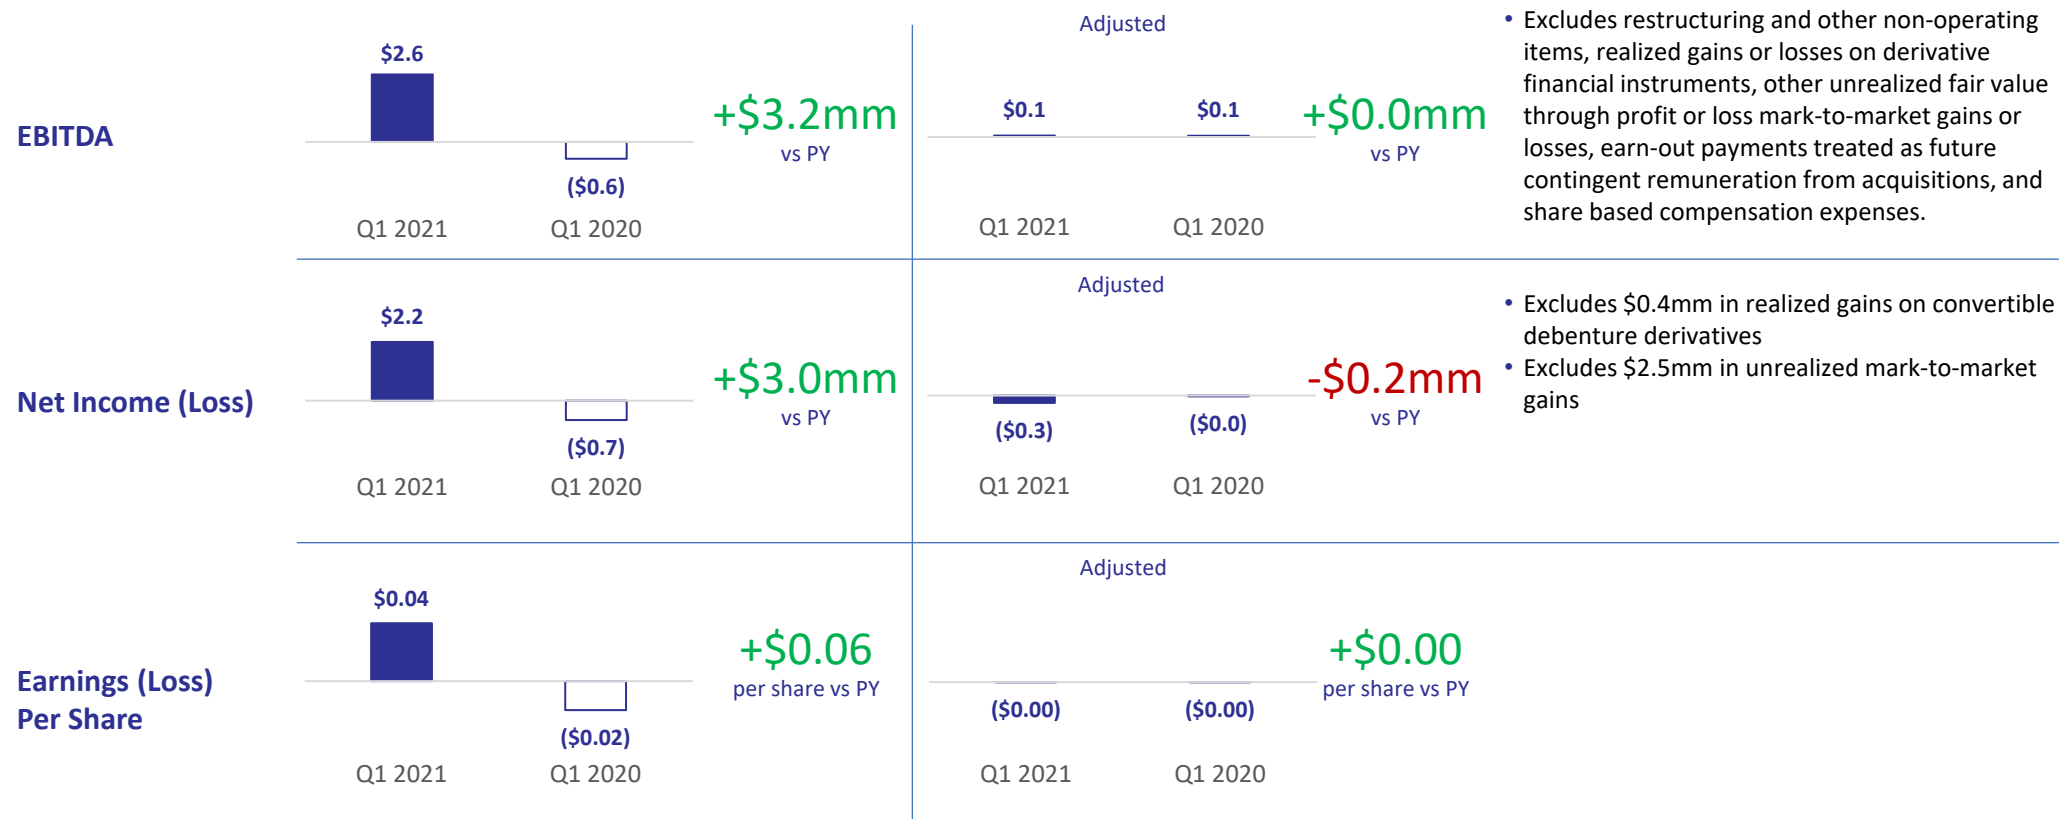 EBITDA
$2.6
($0.6)
Q1 2021
Q1 2020
+$3.2mm
vs PY
Adjusted
$0.1
$0.1
Q1 2021
Q1 2020
+$0.0mm
vs PY
• Excludes restructuring and other non-operating
items, realized gains or losses on derivative
financial instruments, other unrealized fair value
through profit or loss mark-to-market gains or
losses, earn-out payments treated as future
contingent remuneration from acquisitions, and
share based compensation expenses.
Net Income (Loss)
$2.2
($0.7)
Q1 2021
Q1 2020
+$3.0mm
vs PY
Adjusted
($0.3)
($0.0)
Q1 2021
Q1 2020
-$0.2mm
vs PY
• Excludes $0.4mm in realized gains on convertible
debenture derivatives
• Excludes $2.5mm in unrealized mark-to-market
gains
Earnings (Loss)
Per Share
$0.04
($0.02)
Q1 2021
Q1 2020
+$0.06
per share vs PY
Adjusted
($0.00)
($0.00)
Q1 2021
Q1 2020
+$0.00
per share vs PY